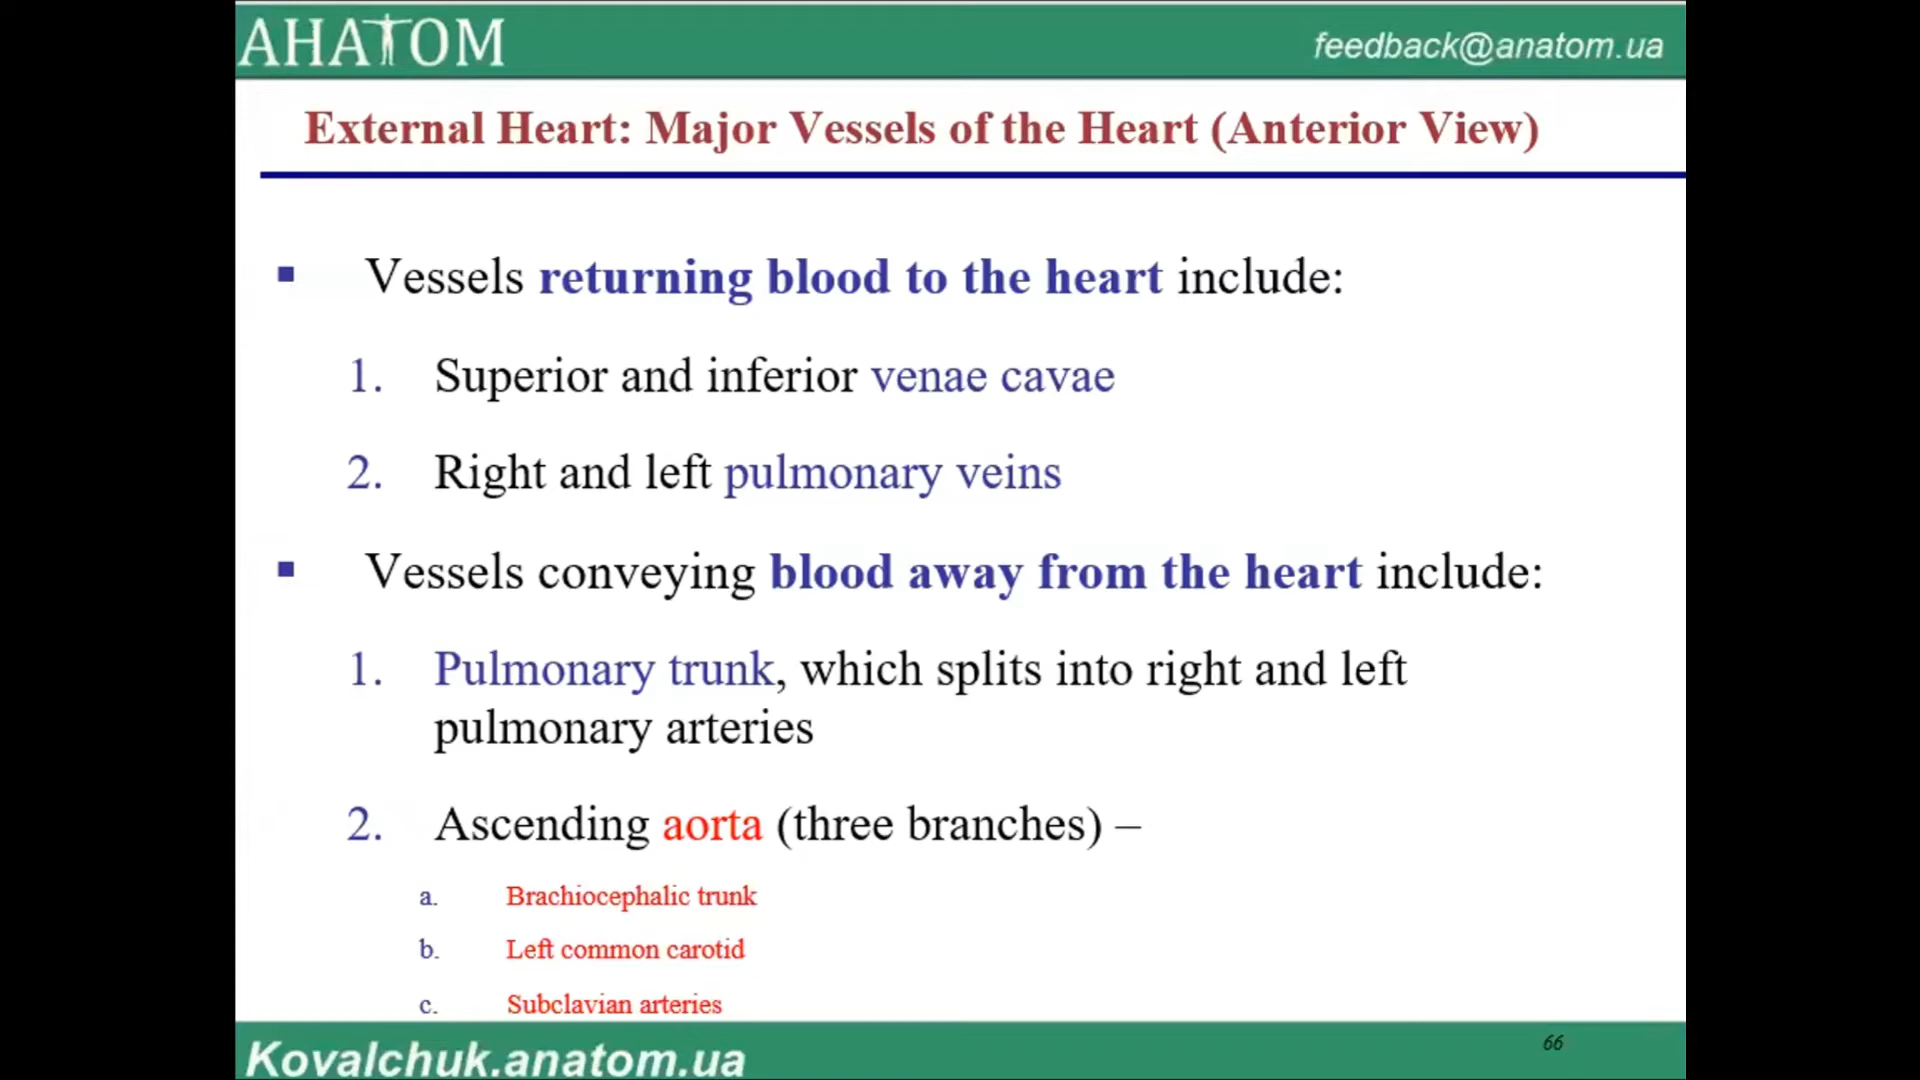 АНАТОМ
feedback@anatom.ua
External Heart: Major Vessels of the Heart (Anterior View)
▪ Vessels returning blood to the heart include:
1. Superior and inferior venae cavae
2. Right and left pulmonary veins
▪ Vessels conveying blood away from the heart include:
1. Pulmonary trunk, which splits into right and left
pulmonary arteries
2. Ascending aorta (three branches) –
a. Brachiocephalic trunk
b. Left common carotid
c. Subclavian arteries
66
Kovalchuk.anatom.ua